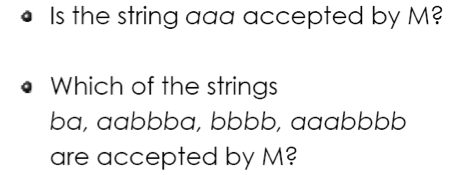 Is the string aaa accepted by M?
Which of the strings
ba, aabbba, bbbb, aaabbbb
are accepted by M?